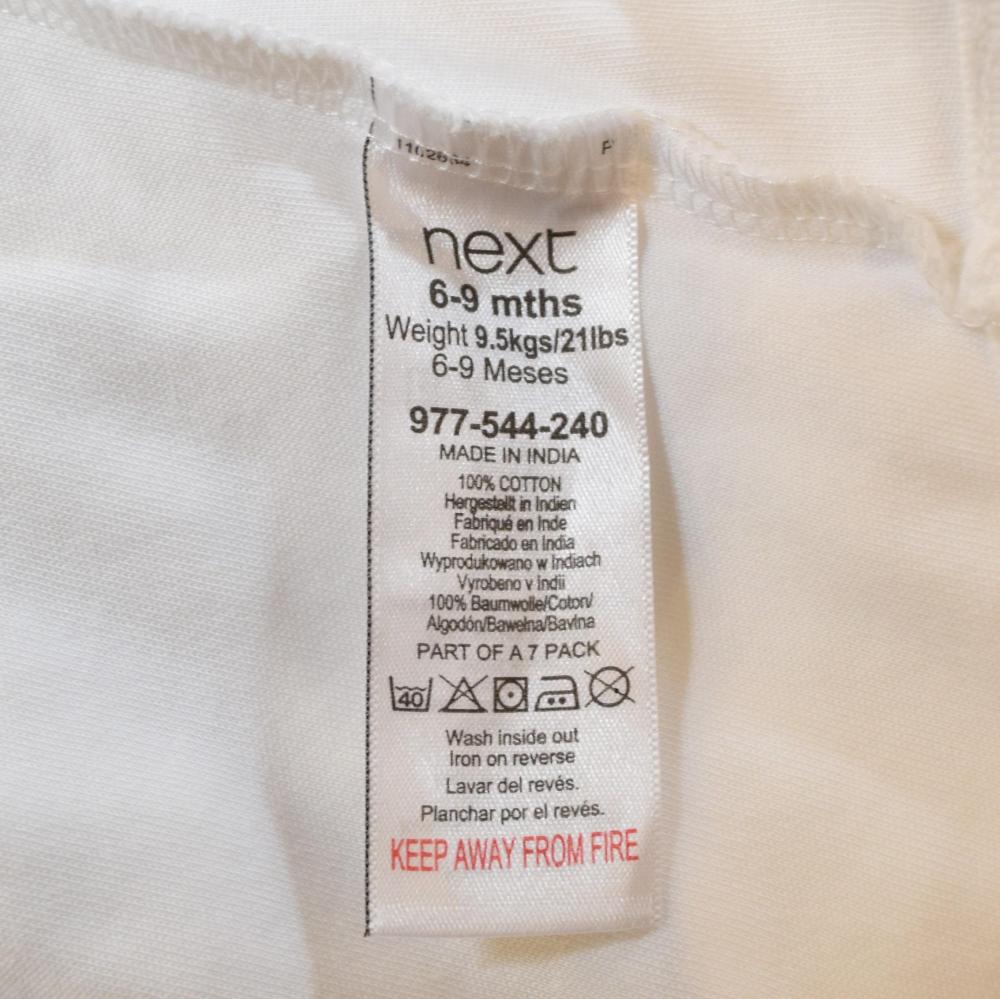 next
6-9 mths
Weight 9.5kgs/21lbs
6-9 Meses
977-544-240
MADE IN INDIA
100% COTTON
Hergestellt in Indien
Fabriqué en Inde
Fabricado en India
Wyprodukowano w Indiach
Vyrobeno v Indii
100% Baumwolle/Coton/
Algodón/Bawełna/Bavlna
PART OF A 7 PACK
40
Wash inside out
Iron on reverse
Lavar del revés.
Planchar por el revés.
KEEP AWAY FROM FIRE